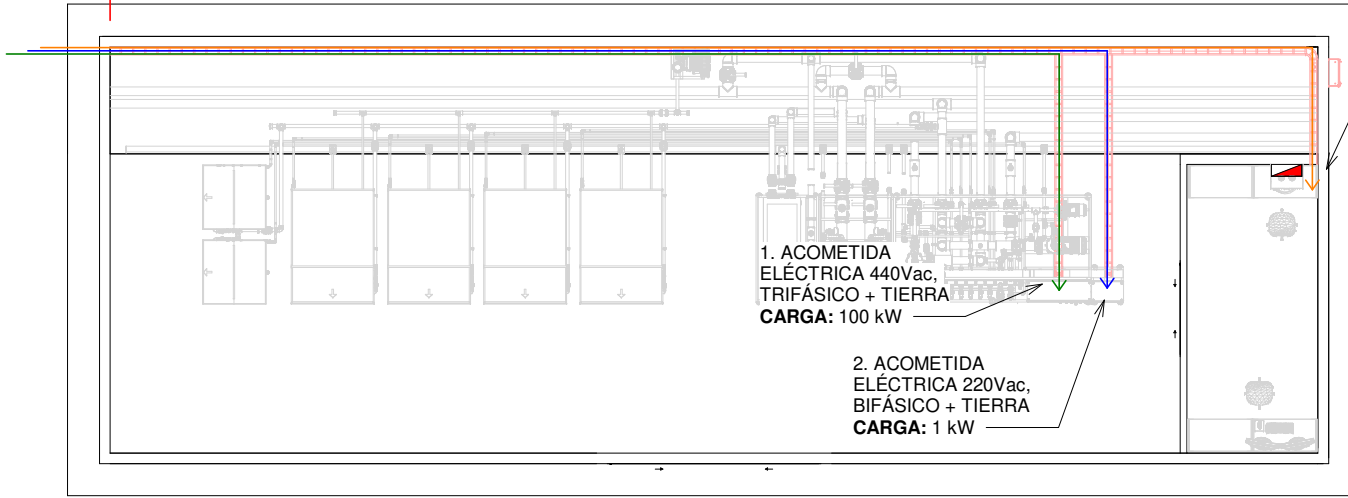 1. ACOMETIDA
ELÉCTRICA 440Vac,
TRIFÁSICO + TIERRA
CARGA: 100 kW
2. ACOMETIDA
ELÉCTRICA 220Vac,
BIFÁSICO + TIERRA
CARGA: 1 kW